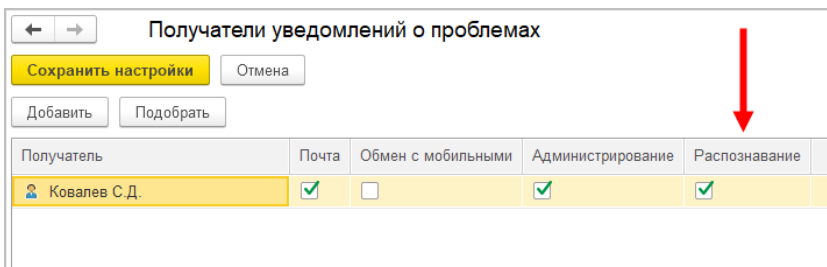 Получатели уведомлений о проблемах
Сохранить настройки Отмена
Добавить Подобрать
Получатель Почта Обмен с мобильными Администрирование Распознавание
Ковалев С.Д.